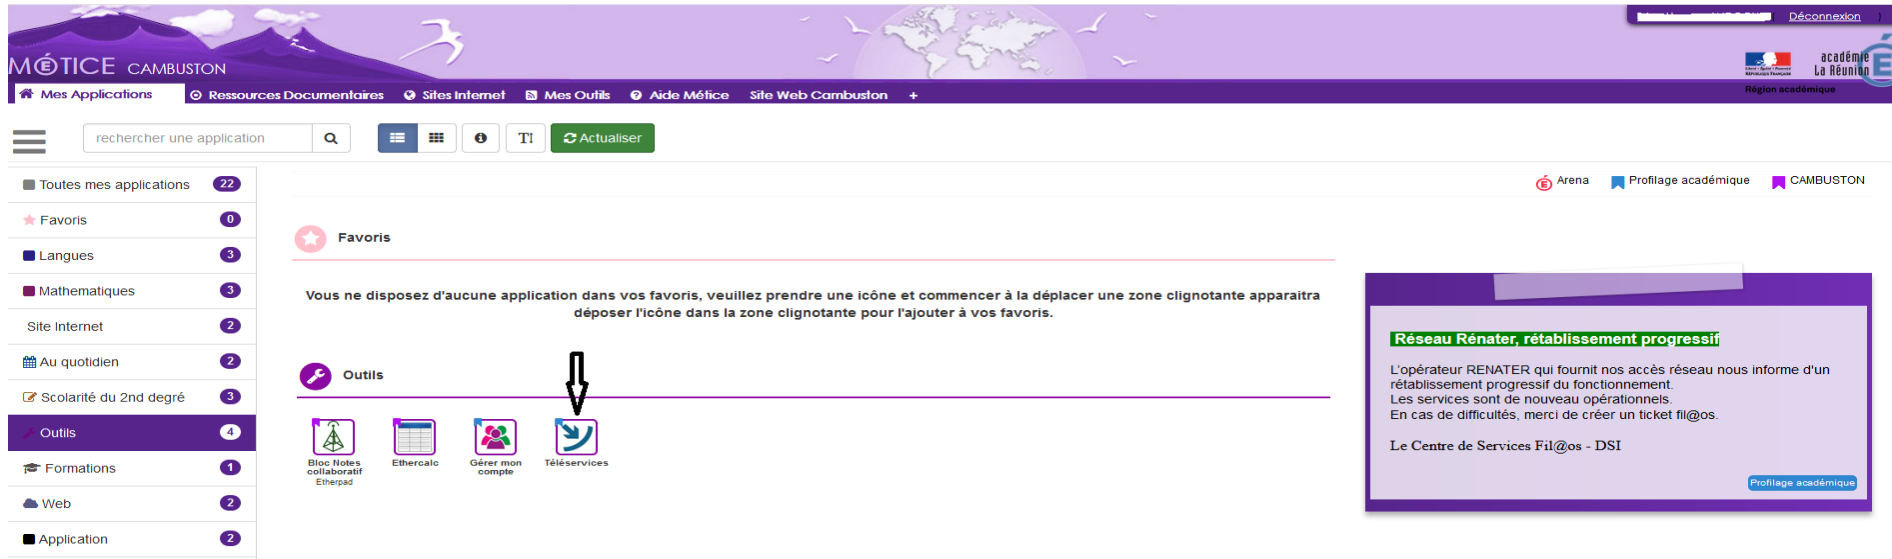 Déconnexion
MÉTICE CAMBUSTON
académie
La Réunion
RÉPUBLIQUE FRANÇAISE
Région académique
Mes Applications
Ressources Documentaires
Sites Internet
Mes Outils
Aide Métice
Site Web Cambuston
+
rechercher une application
Actualiser
Toutes mes applications 22
Favoris 0
Langues 3
Mathematiques 3
Site Internet 2
Au quotidien 2
Scolarité du 2nd degré 3
Outils 4
Formations 1
Web 2
Application 2
Arena
Profilage académique
CAMBUSTON
Favoris
Vous ne disposez d'aucune application dans vos favoris, veuillez prendre une icône et commencer à la déplacer une zone clignotante apparaitra
déposer l'icône dans la zone clignotante pour l'ajouter à vos favoris.
Outils
Bloc Notes
collaboratif
Etherpad
Ethercalc
Gérer mon
compte
Téléservices
Réseau Rénater, rétablissement progressif
L'opérateur RENATER qui fournit nos accès réseau nous informe d'un
rétablissement progressif du fonctionnement.
Les services sont de nouveau opérationnels.
En cas de difficultés, merci de créer un ticket fil@os.
Le Centre de Services Fil@os - DSI
Profilage académique